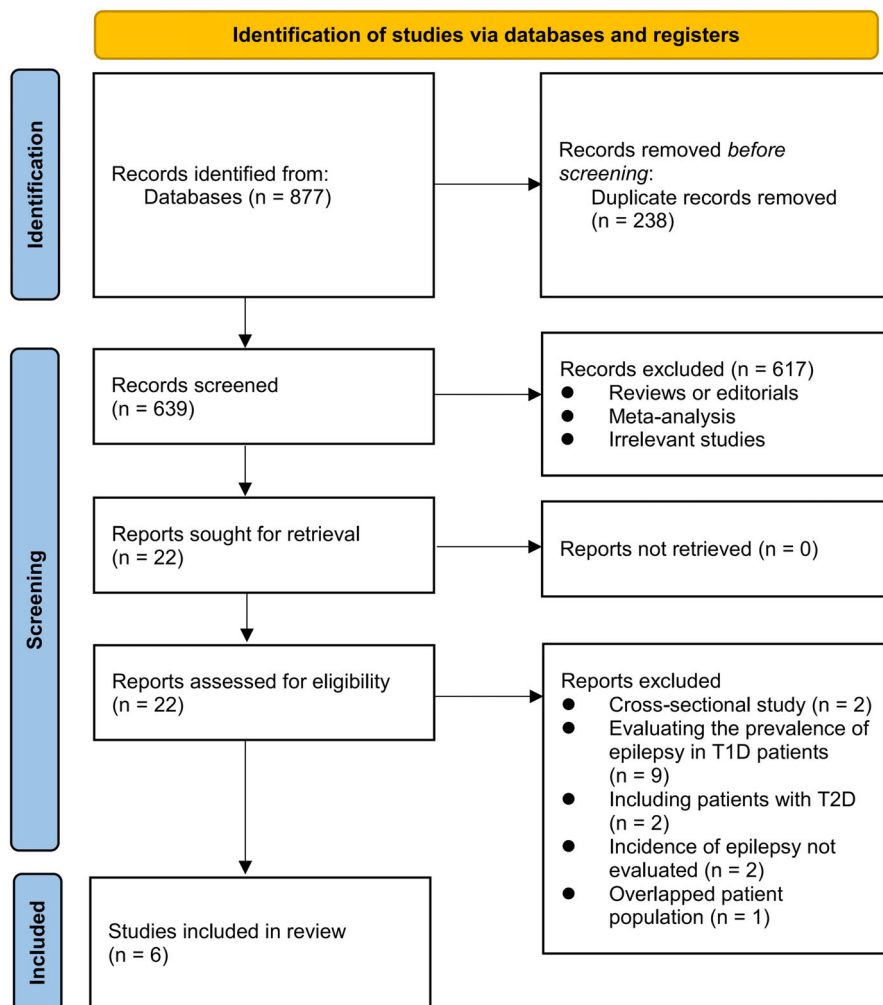 Identification of studies via databases and registers
Identification
Records identified from:
Databases (n = 877)
Records removed before
screening:
Duplicate records removed
(n = 238)
Screening
Records screened
(n = 639)
Records excluded (n = 617)
● Reviews or editorials
● Meta-analysis
● Irrelevant studies
Reports sought for retrieval
(n = 22)
Reports not retrieved (n = 0)
Reports assessed for eligibility
(n = 22)
Reports excluded
● Cross-sectional study (n = 2)
● Evaluating the prevalence of
epilepsy in T1D patients
(n = 9)
● Including patients with T2D
(n = 2)
● Incidence of epilepsy not
evaluated (n = 2)
● Overlapped patient
population (n = 1)
Included
Studies included in review
(n = 6)